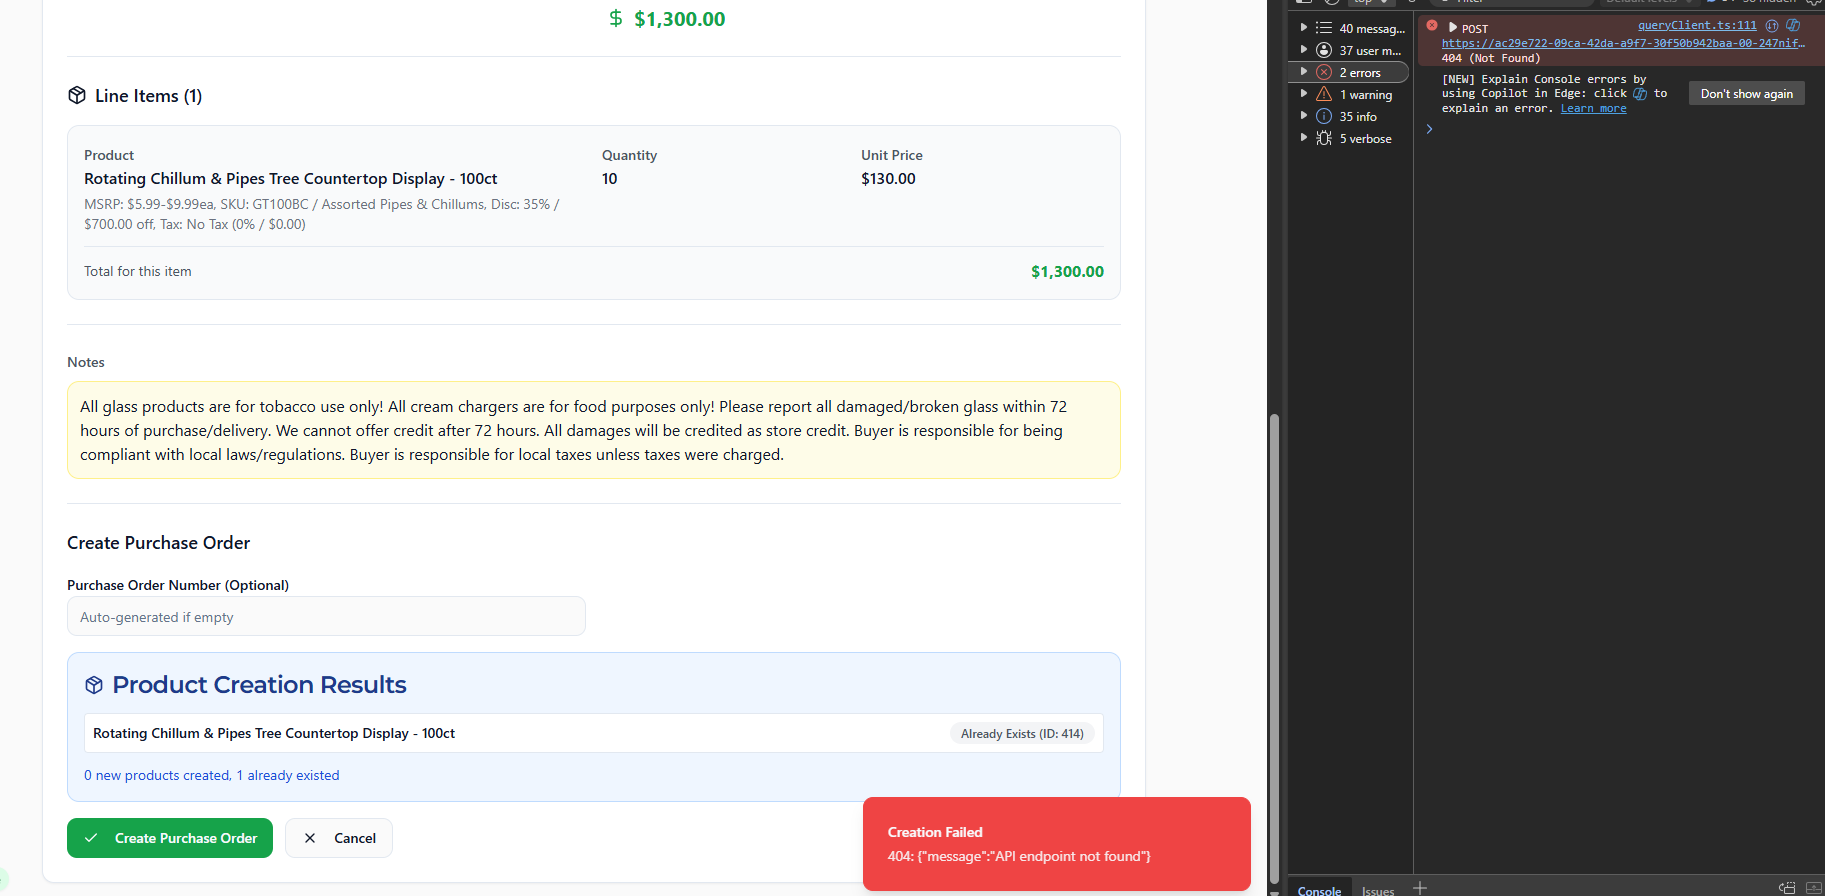 $ $1,300.00
Line Items (1)
Product
Quantity
Unit Price
Rotating Chillum & Pipes Tree Countertop Display - 100ct
10
$130.00
MSRP: $5.99-$9.99ea, SKU: GT100BC / Assorted Pipes & Chillums, Disc: 35% /
$700.00 off, Tax: No Tax (0% / $0.00)
Total for this item
$1,300.00
Notes
All glass products are for tobacco use only! All cream chargers are for food purposes only! Please report all damaged/broken glass within 72
hours of purchase/delivery. We cannot offer credit after 72 hours. All damages will be credited as store credit. Buyer is responsible for being
compliant with local laws/regulations. Buyer is responsible for local taxes unless taxes were charged.
Create Purchase Order
Purchase Order Number (Optional)
Auto-generated if empty
Product Creation Results
Rotating Chillum & Pipes Tree Countertop Display - 100ct
Already Exists (ID: 414)
0 new products created, 1 already existed
Create Purchase Order
Cancel
Creation Failed
404: {"message":"API endpoint not found"}
40 messag...
37 user m...
2 errors
1 warning
35 info
5 verbose
POST
queryClient.ts:111
https://ac29e722-09ca-42da-a9f7-30f50b942baa-00-247nif...
404 (Not Found)
[NEW] Explain Console errors by
using Copilot in Edge: click to
explain an error. Learn more
Don't show again
Console
Issues